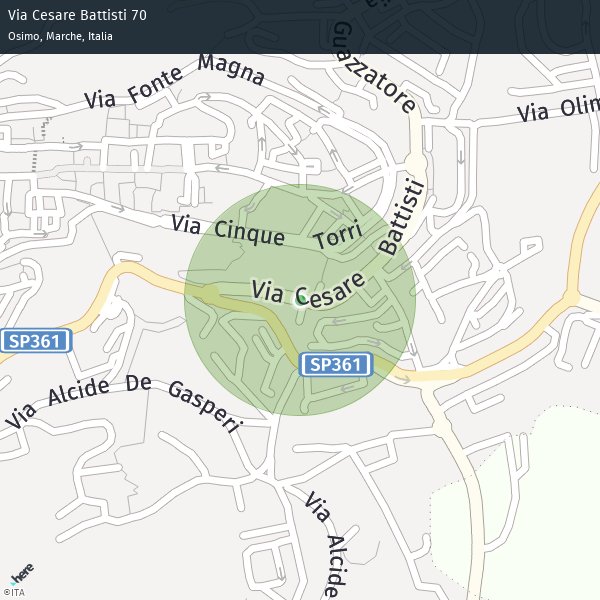 Via Cesare Battisti 70
Osimo, Marche, Italia
Guazzatore
Via Fonte Magna
Via Olim
Via Cinque Torri
Via Cesare Battisti
SP361
SP361
Via Alcide De Gasperi
Via Alcide
here
©ITA